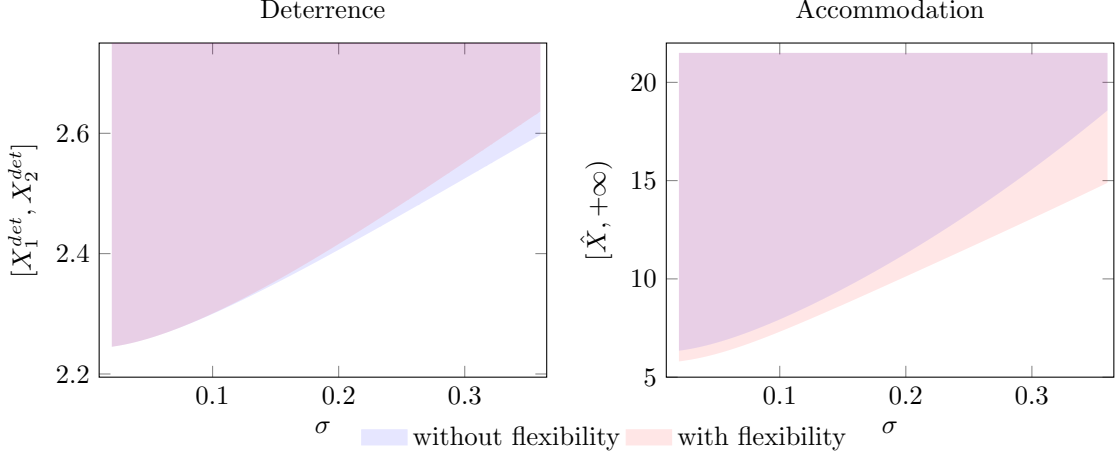 Deterrence
[X_1^{det}, X_2^{det}]
2.6
2.4
2.2
0.1 0.2 0.3
σ
Accommodation
[X̂, +∞)
20
15
10
5
0.1 0.2 0.3
σ
without flexibility with flexibility